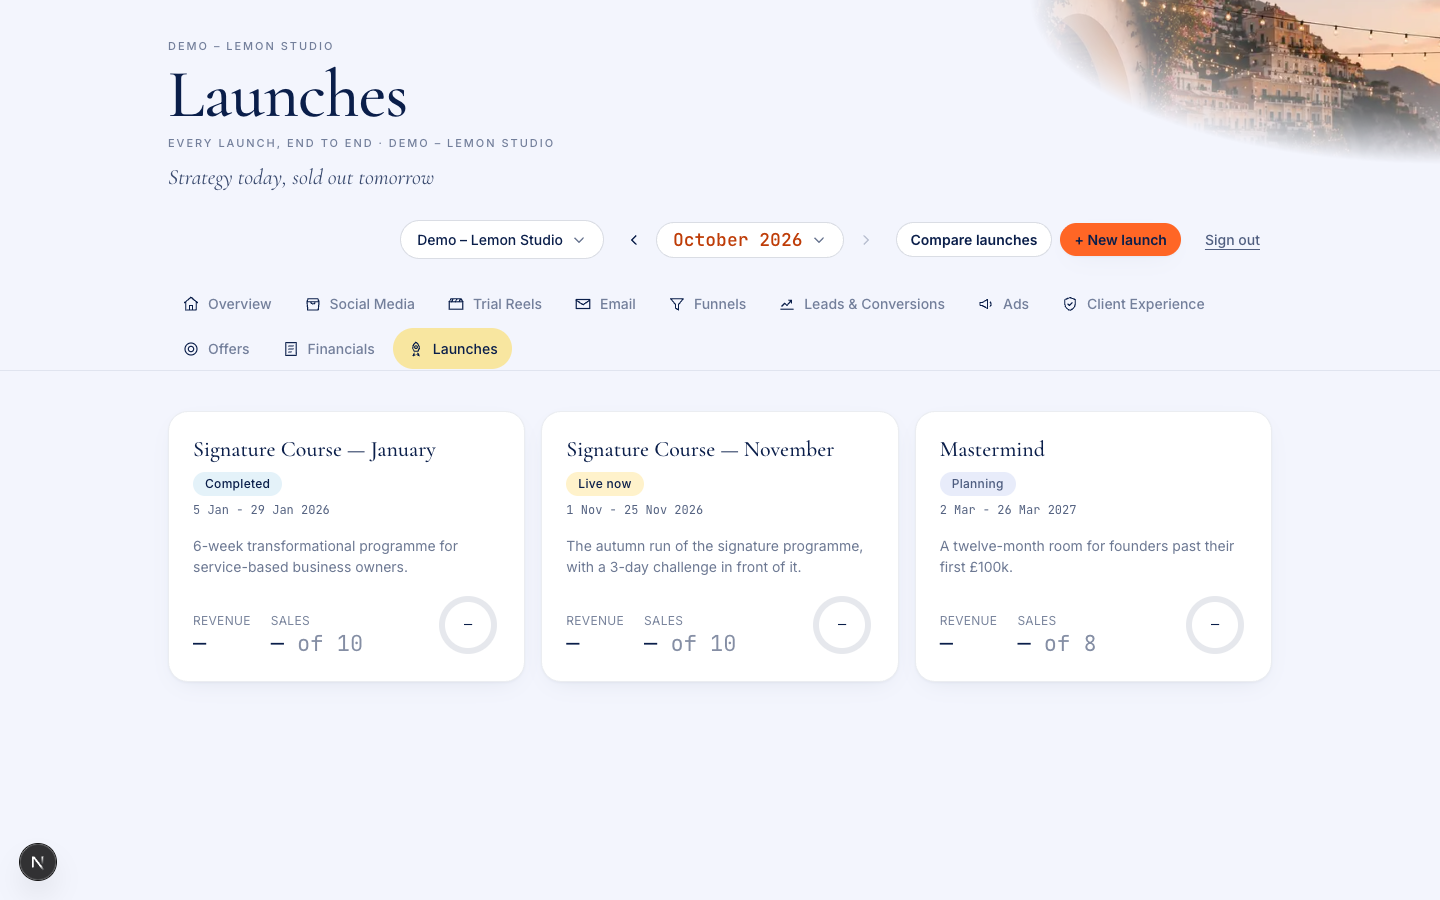 DEMO – LEMON STUDIO
Launches
EVERY LAUNCH, END TO END · DEMO – LEMON STUDIO
Strategy today, sold out tomorrow
Demo – Lemon Studio
October 2026
Compare launches
+ New launch
Sign out
Overview
Social Media
Trial Reels
Email
Funnels
Leads & Conversions
Ads
Client Experience
Offers
Financials
Launches
Signature Course — January
Completed
5 Jan - 29 Jan 2026
6-week transformational programme for
service-based business owners.
REVENUE
SALES
–
– of 10
–
Signature Course — November
Live now
1 Nov - 25 Nov 2026
The autumn run of the signature programme,
with a 3-day challenge in front of it.
REVENUE
SALES
–
– of 10
–
Mastermind
Planning
2 Mar - 26 Mar 2027
A twelve-month room for founders past their
first £100k.
REVENUE
SALES
–
– of 8
–
N